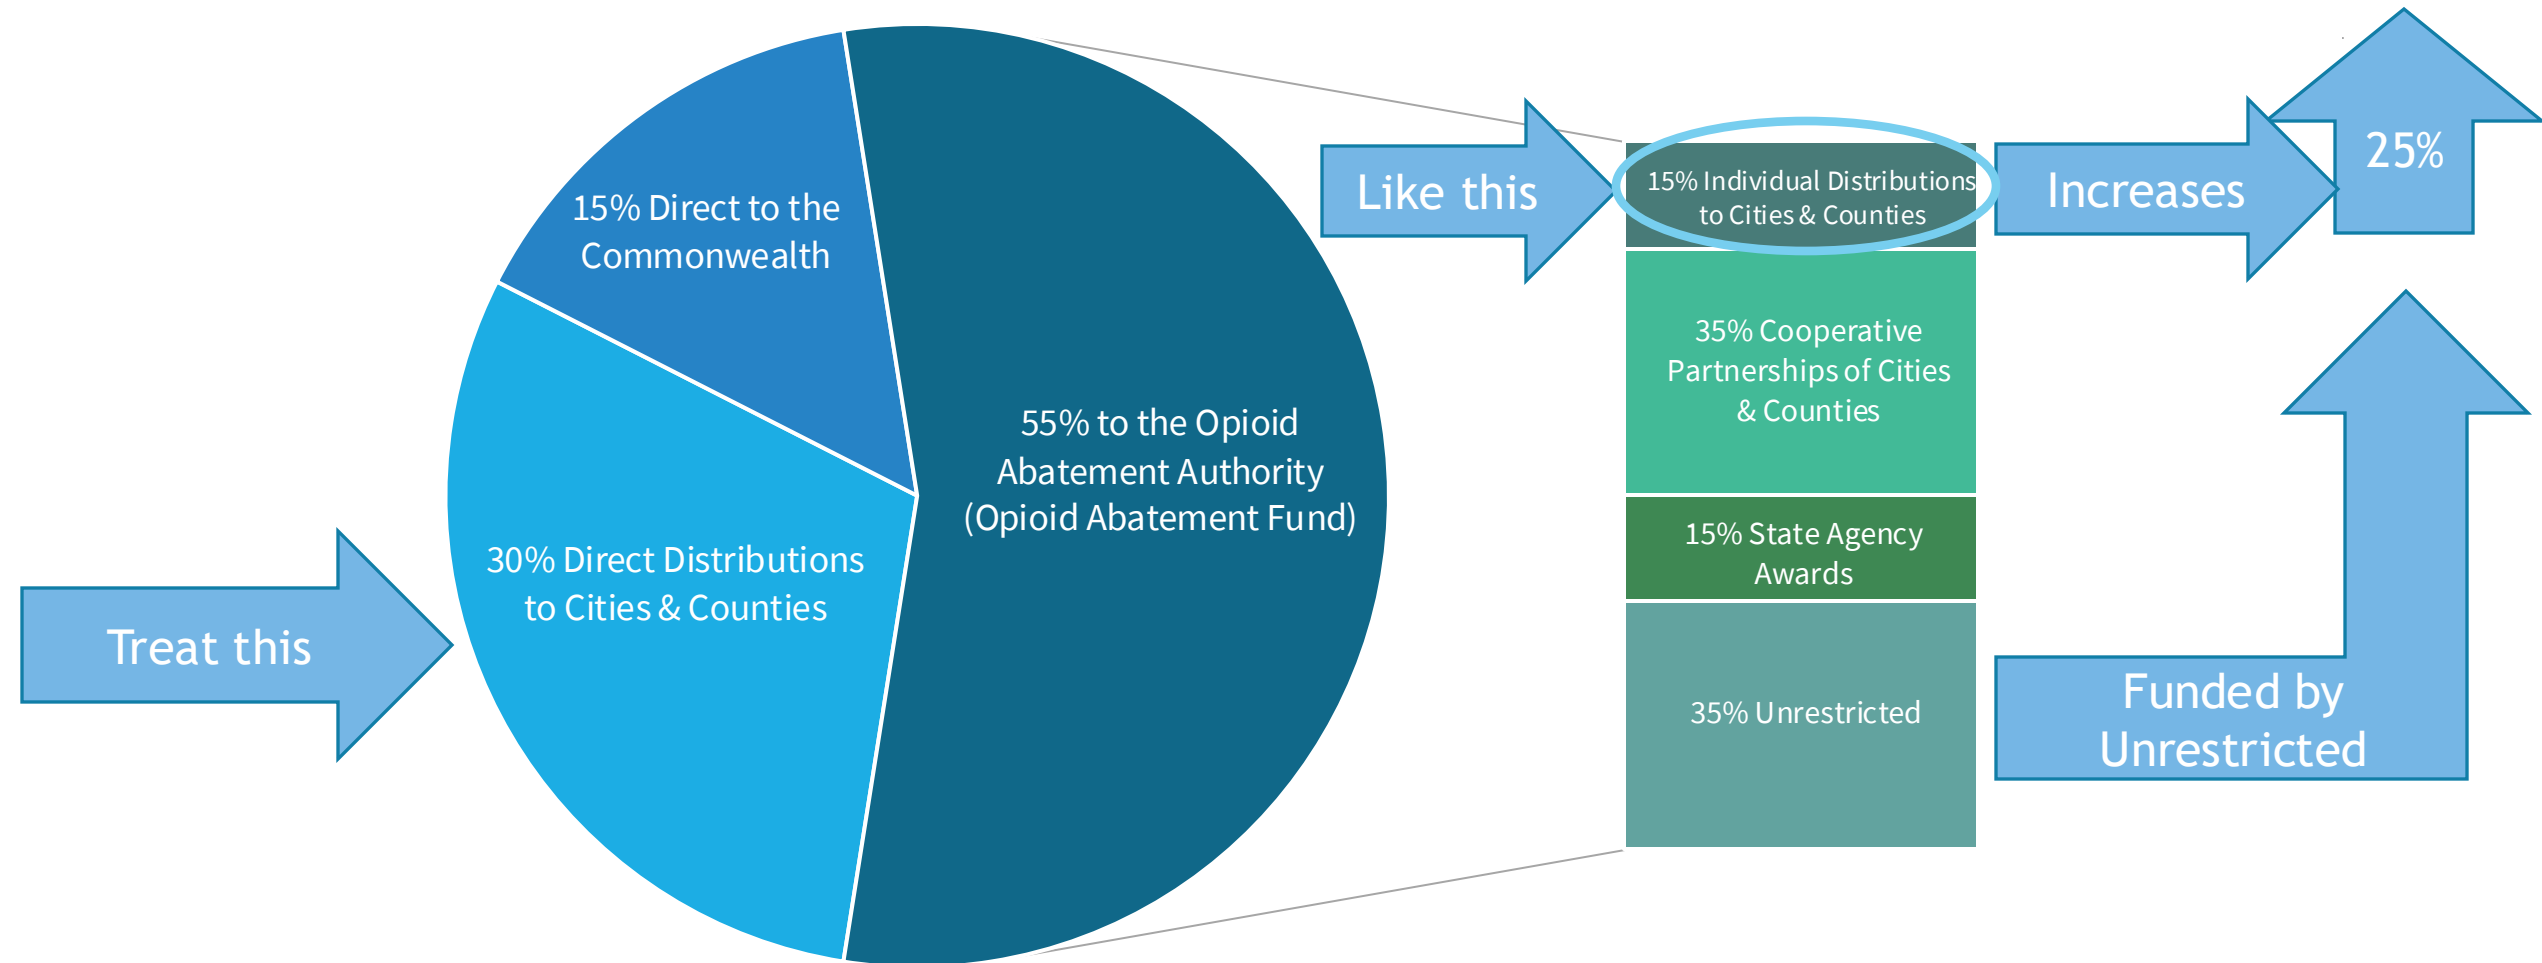 Treat this
15% Direct to the
Commonwealth
30% Direct Distributions
to Cities & Counties
55% to the Opioid
Abatement Authority
(Opioid Abatement Fund)
Like this
15% Individual Distributions
to Cities & Counties
35% Cooperative
Partnerships of Cities
& Counties
15% State Agency
Awards
35% Unrestricted
Increases
25%
Funded by
Unrestricted